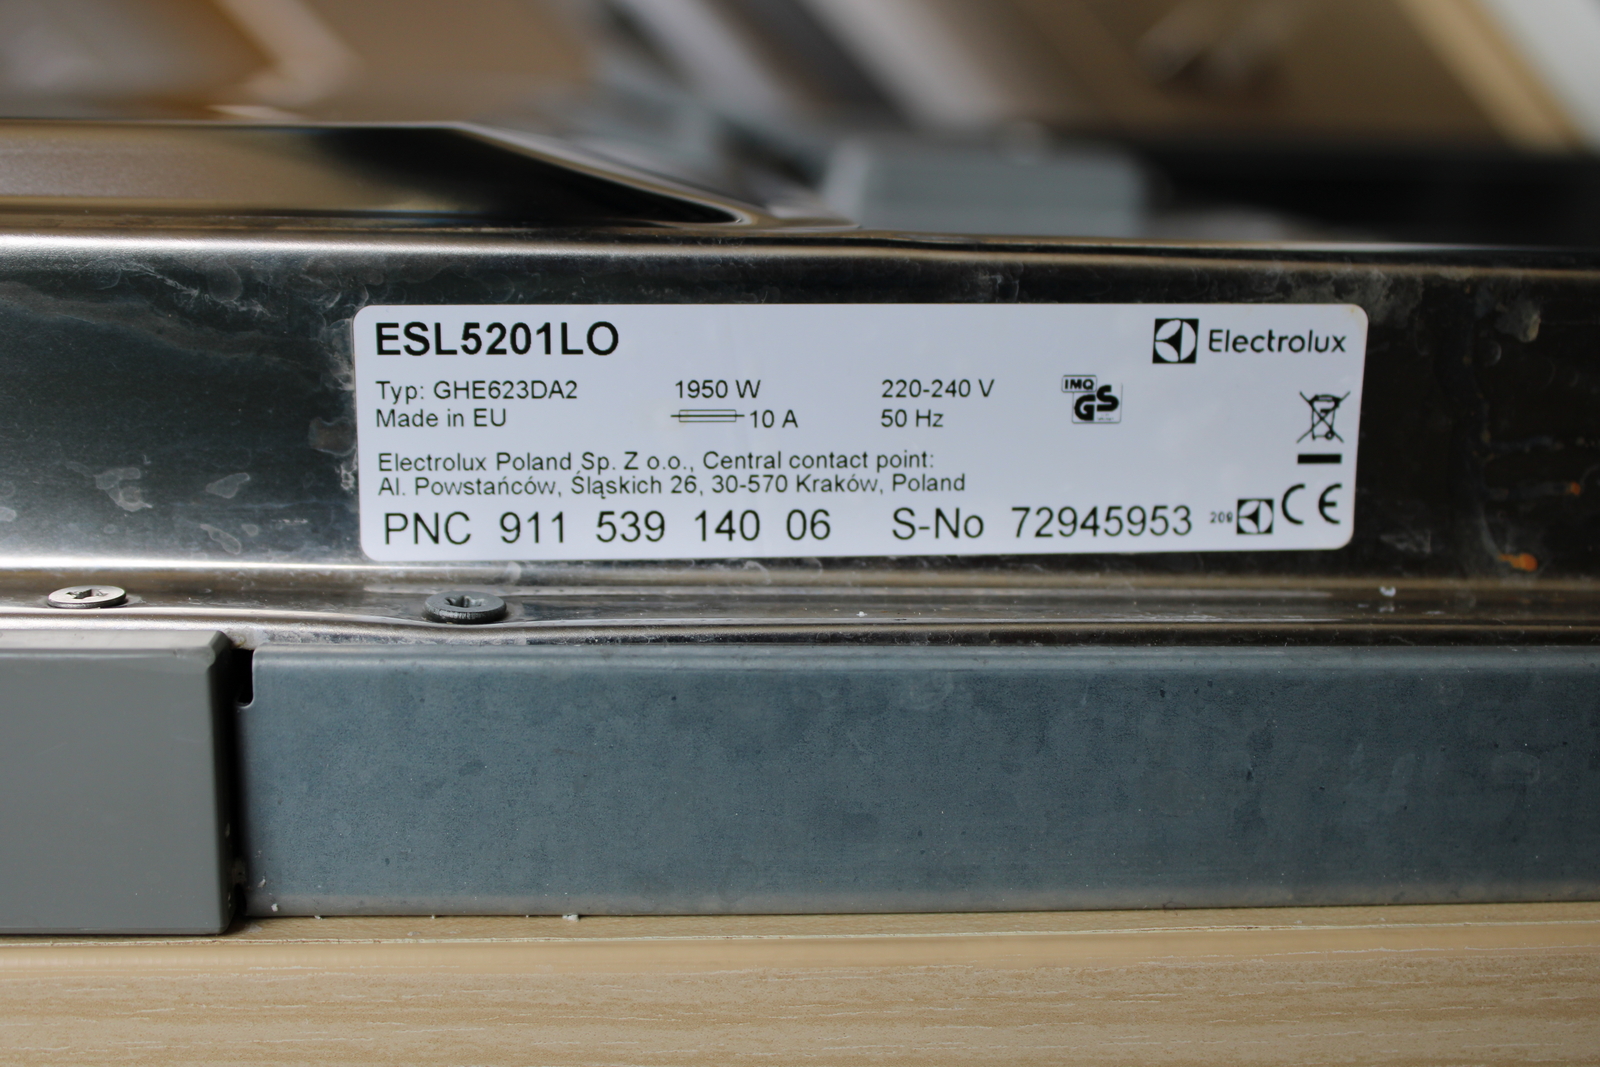 ESL5201LO
Electrolux
Typ: GHE623DA2 1950 W 220-240 V
IMQ GS
Made in EU 10 A 50 Hz
Electrolux Poland Sp. Z o.o., Central contact point:
Al. Powstańców, Śląskich 26, 30-570 Kraków, Poland
PNC 911 539 140 06 S-No 72945953 CE